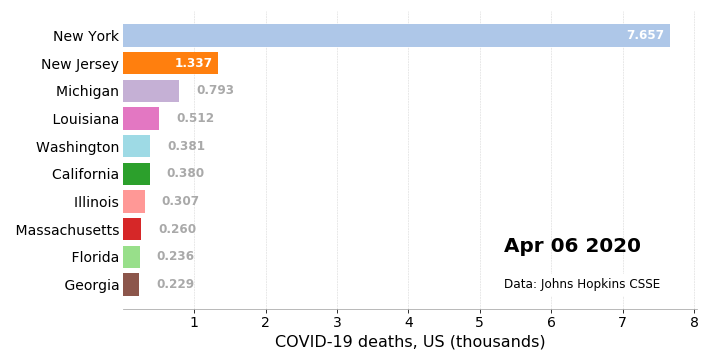 New York 7.657
New Jersey 1.337
Michigan 0.793
Louisiana 0.512
Washington 0.381
California 0.380
Illinois 0.307
Massachusetts 0.260
Florida 0.236
Georgia 0.229
Apr 06 2020
Data: Johns Hopkins CSSE
1 2 3 4 5 6 7 8
COVID-19 deaths, US (thousands)